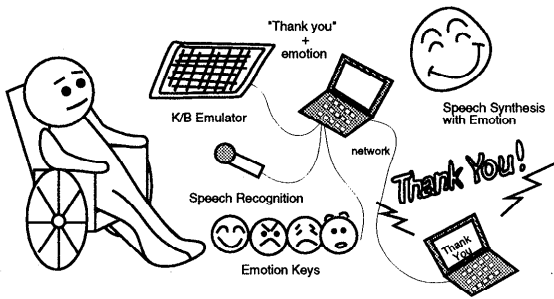 "Thank you"
+
emotion
K/B Emulator
Speech Synthesis
with Emotion
network
Thank You!
Speech Recognition
Emotion Keys
Thank
You